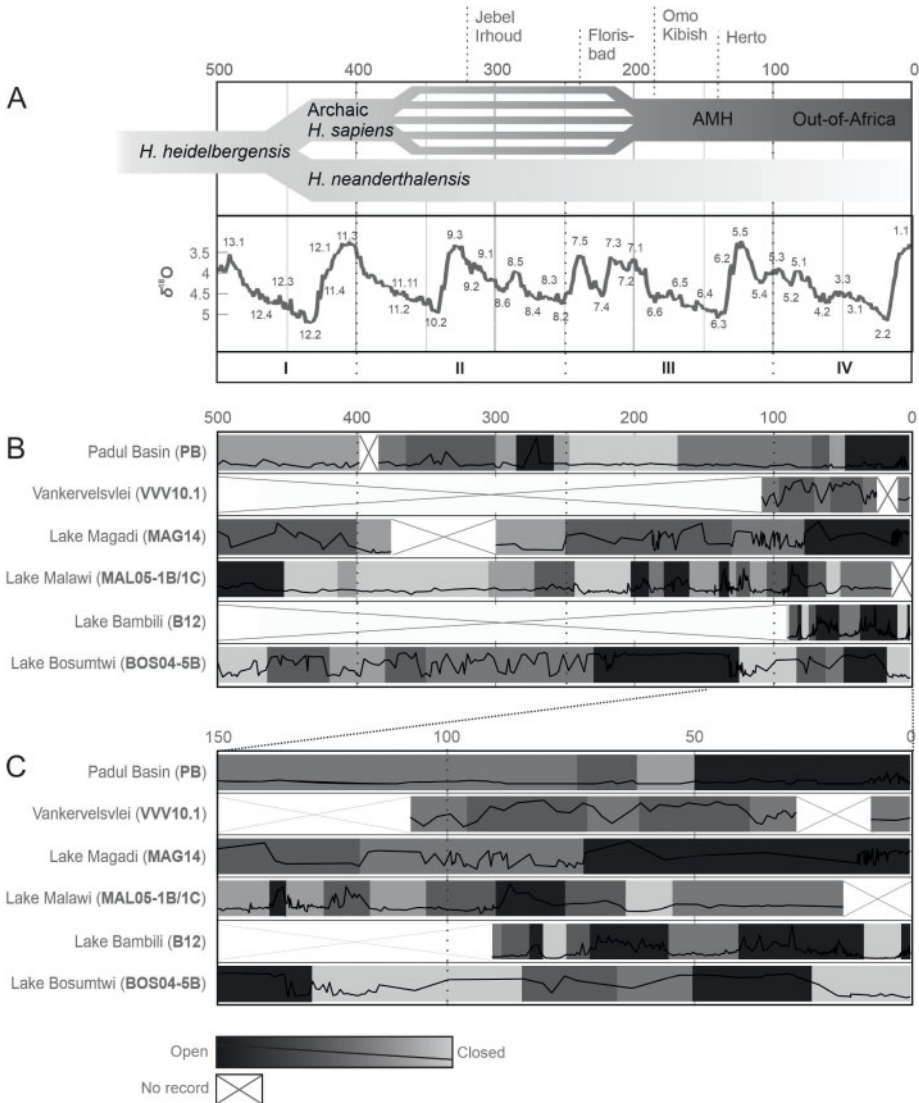 Jebel
Irhoud
Floris-
bad
Omo
Kibish
Herto
500 400 300 200 100 0
A
Archaic
H. sapiens
AMH
Out-of-Africa
H. heidelbergensis
H. neanderthalensis
δ¹⁸O
3.5
4
4.5
5
13.1 12.4 12.3 12.2 12.1 11.4 11.3 11.2 11.11 10.2 9.3 9.2 9.1 8.6 8.5 8.4 8.3 8.2 7.5 7.4 7.3 7.2 7.1 6.6 6.5 6.4 6.3 6.2 5.5 5.4 5.3 5.2 5.1 4.2 3.3 3.1 2.2 1.1
I II III IV
500 400 300 200 100 0
B
Padul Basin (PB)
Vankervelsvlei (VVV10.1)
Lake Magadi (MAG14)
Lake Malawi (MAL05-1B/1C)
Lake Bambili (B12)
Lake Bosumtwi (BOS04-5B)
150 100 50 0
C
Padul Basin (PB)
Vankervelsvlei (VVV10.1)
Lake Magadi (MAG14)
Lake Malawi (MAL05-1B/1C)
Lake Bambili (B12)
Lake Bosumtwi (BOS04-5B)
Open Closed
No record